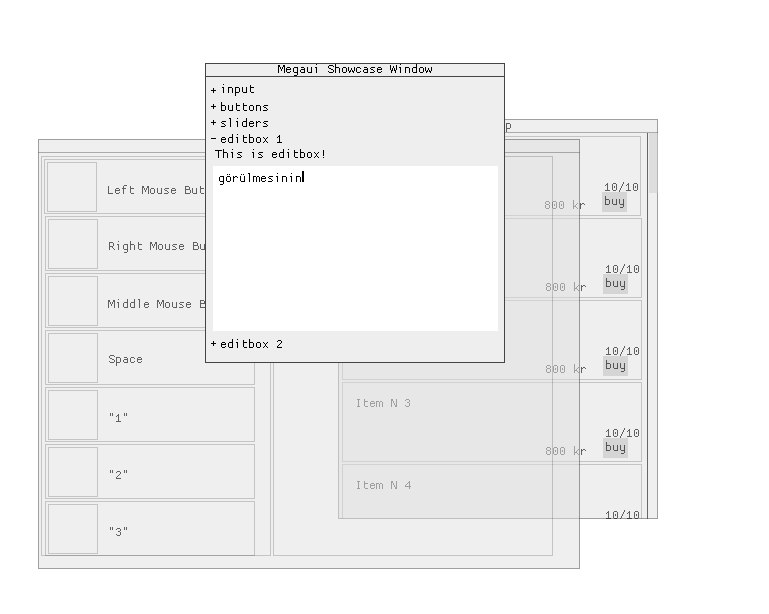 Megaui Showcase Window
+ input
+ buttons
+ sliders
- editbox 1
This is editbox!
görülmesinin
+ editbox 2
Left Mouse But
Right Mouse Bu
Middle Mouse B
Space
"1"
"2"
"3"
p
10/10
800 kr buy
10/10
800 kr buy
10/10
800 kr buy
Item N 3
10/10
800 kr buy
Item N 4
10/10